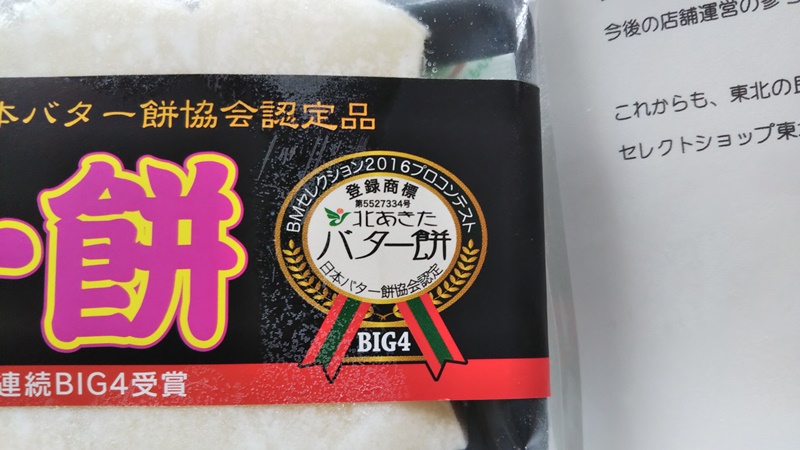 本バター餅協会認定品
ー餅
連続BIG4受賞
BMセレクション2016プロコンテスト
登録商標
第5527334号
北あきた
バター餅
日本バター餅協会認定
BIG4
今後の店舗運営の参
これからも、東北の
セレクトショップ東